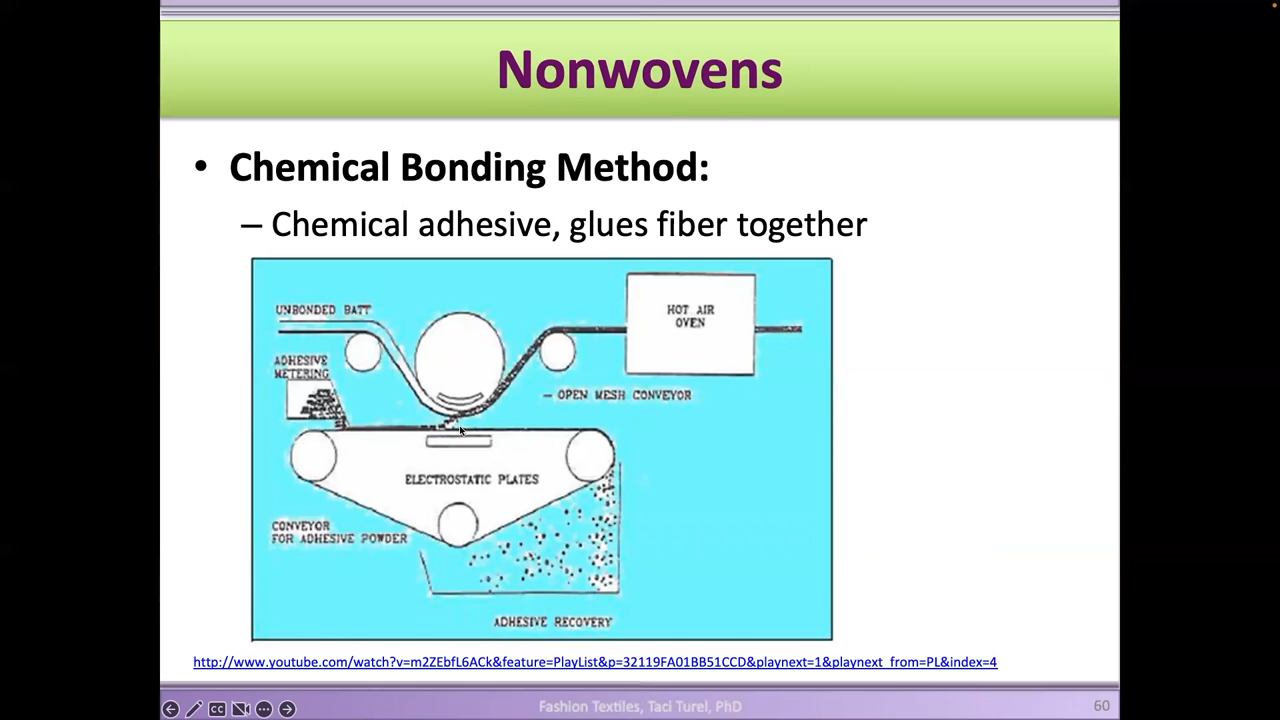 Nonwovens
• Chemical Bonding Method:
– Chemical adhesive, glues fiber together
UNBONDED BATT
HOT AIR
OVEN
ADHESIVE
METERING
— OPEN MESH CONVEYOR
ELECTROSTATIC PLATES
CONVEYOR
FOR ADHESIVE POWDER
ADHESIVE RECOVERY
http://www.youtube.com/watch?v=m2ZEbfL6ACk&feature=PlayList&p=32119FA01BB51CCD&playnext=1&playnext_from=PL&index=4
CC
Fashion Textiles, Taci Turel, PhD
60